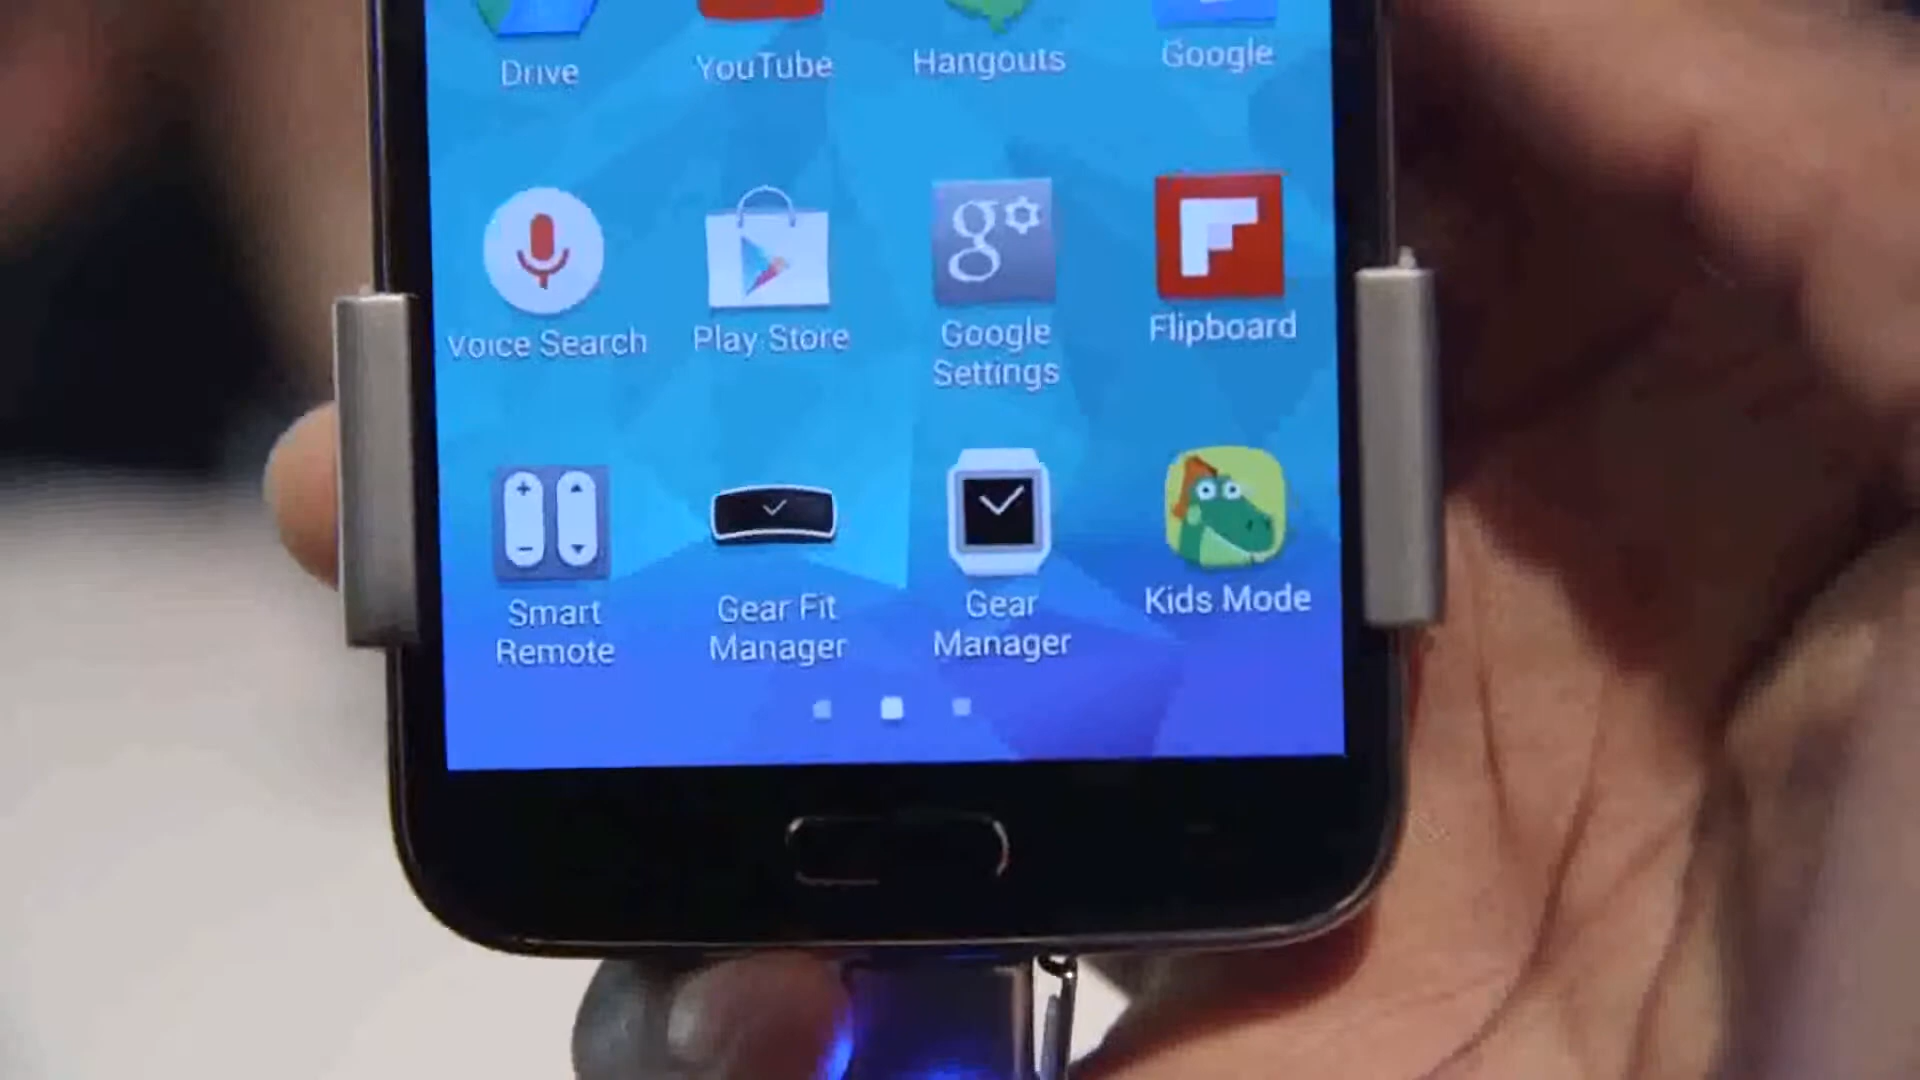 Drive
YouTube
Hangouts
Google
Voice Search
Play Store
Google
Settings
Flipboard
Smart
Remote
Gear Fit
Manager
Gear
Manager
Kids Mode